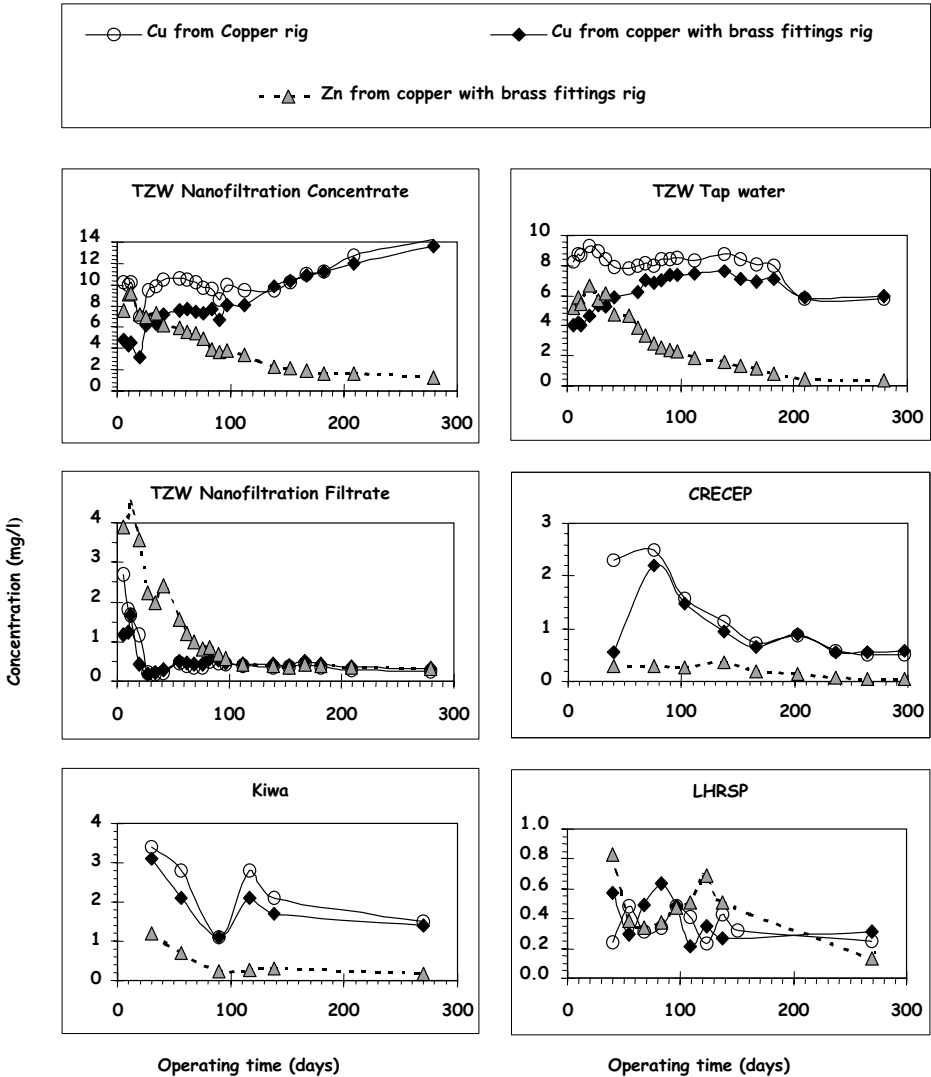 Cu from Copper rig
Cu from copper with brass fittings rig
Zn from copper with brass fittings rig
TZW Nanofiltration Concentrate
14
12
10
8
6
4
2
0
0 100 200 300
TZW Tap water
10
8
6
4
2
0
0 100 200 300
Concentration (mg/l)
TZW Nanofiltration Filtrate
4
3
2
1
0
0 100 200 300
CRECEP
3
2
1
0
0 100 200 300
Kiwa
4
3
2
1
0
0 100 200 300
LHRSP
1.0
0.8
0.6
0.4
0.2
0.0
0 100 200 300
Operating time (days)
Operating time (days)